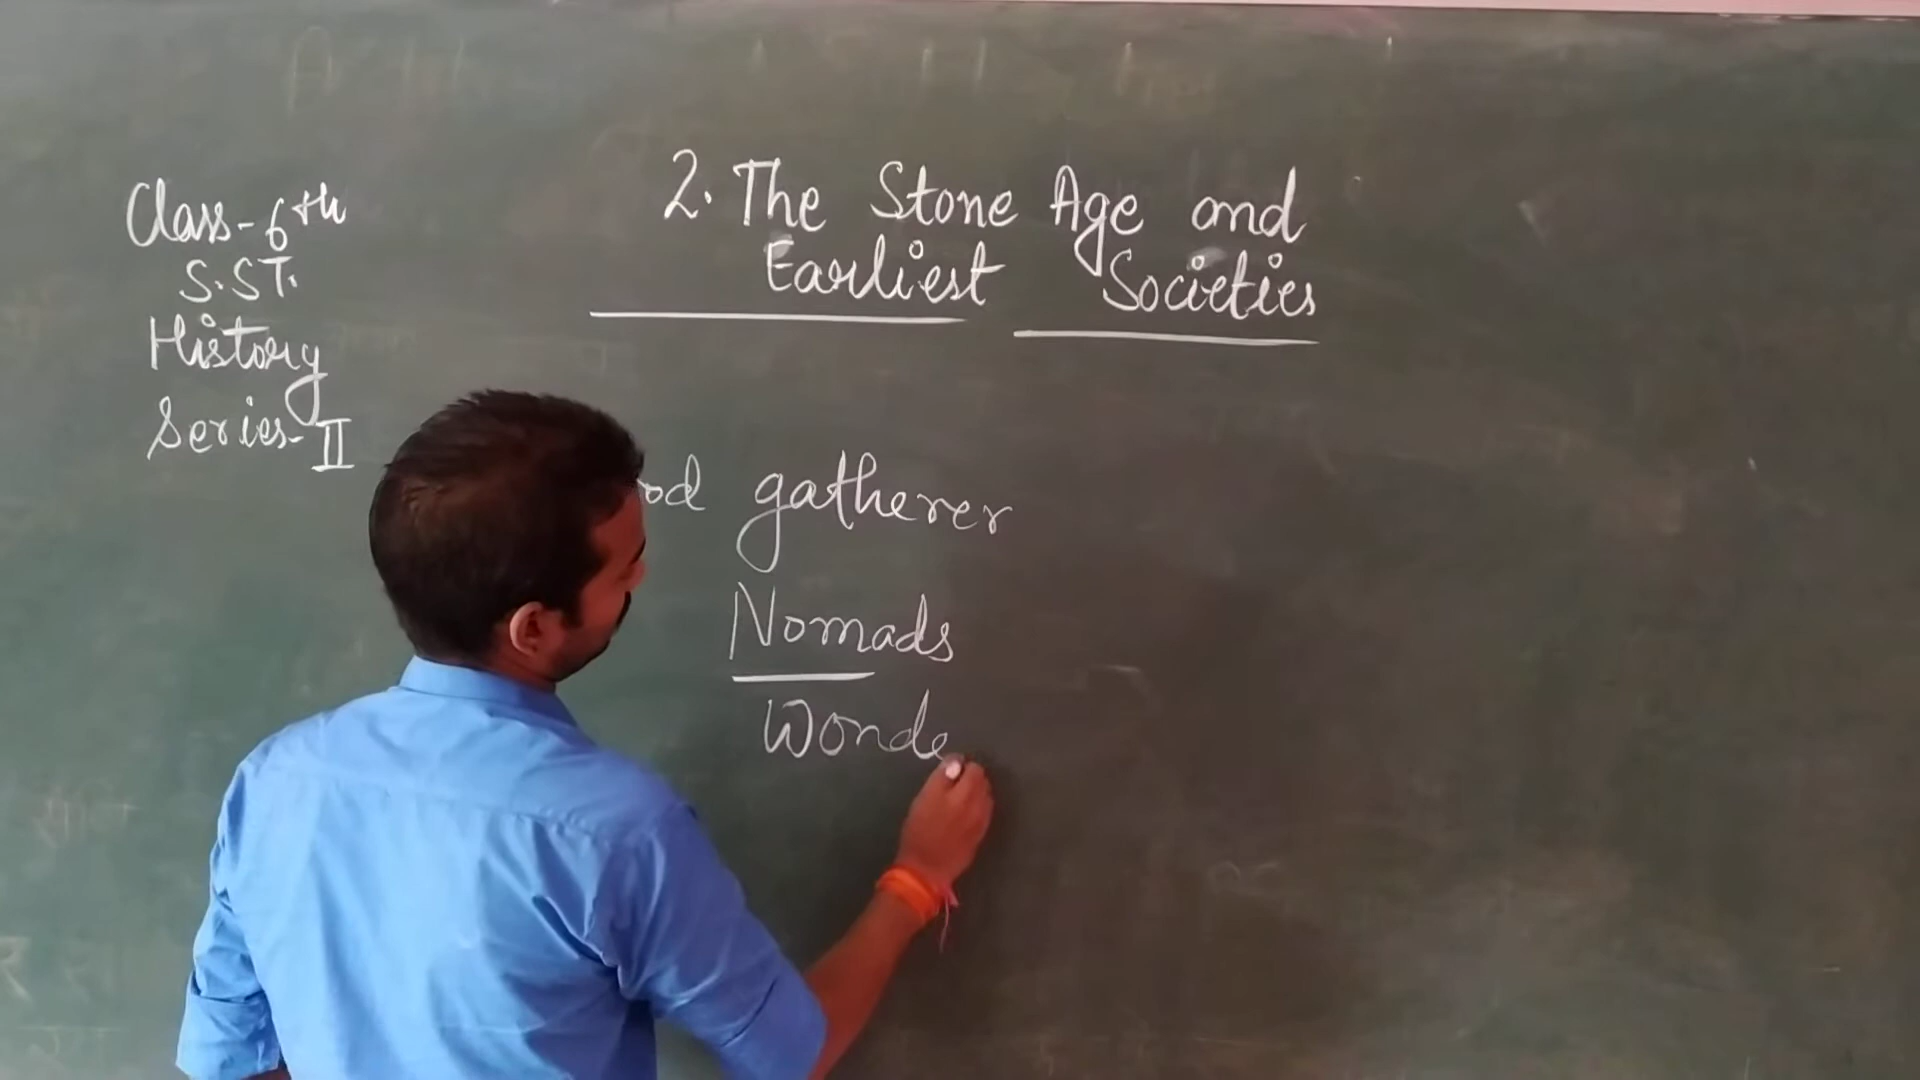 Class-6th
S.ST.
History
Series-II
2. The Stone Age and
Earliest Societies
od gatherer
Nomads
Wonde